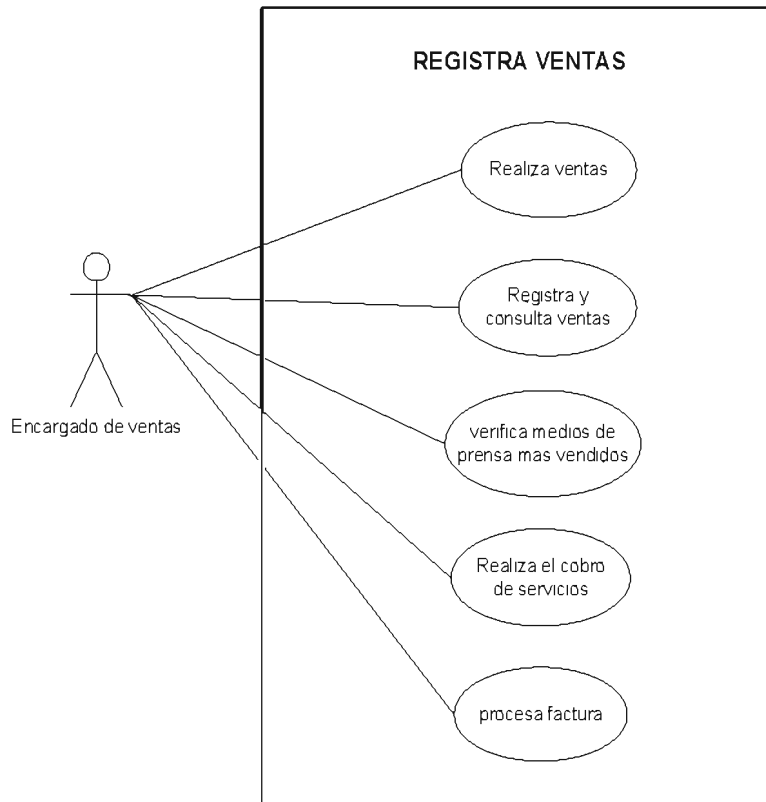 REGISTRA VENTAS
Realiza ventas
Registra y
consulta ventas
Encargado de ventas
verifica medios de
prensa mas vendidos
Realiza el cobro
de servicios
procesa factura